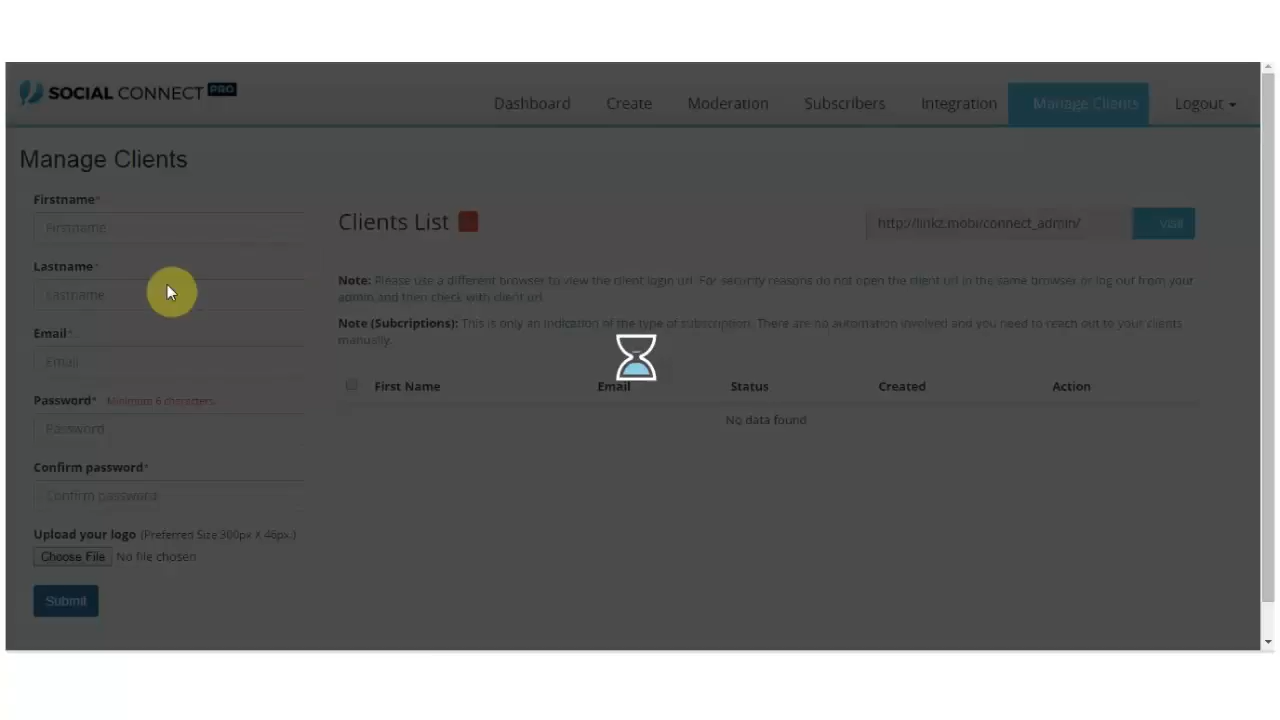 SOCIAL CONNECT PRO
Dashboard Create Moderation Subscribers Integration Manage Clients Logout
Manage Clients
Firstname*
Firstname
Lastname*
Lastname
Email*
Email
Password* Minimum 6 characters.
Password
Confirm password*
Confirm password
Upload your logo (Preferred Size 300px X 46px.)
Choose File No file chosen
Submit
Clients List
http://linkz.mobi/connect_admin/ Visit
Note: Please use a different browser to view the client login url. For security reasons do not open the client url in the same browser or log out from your
admin and then check with client url.
Note (Subcriptions): This is only an indication of the type of subscription. There are no automation involved and you need to reach out to your clients
manually.
First Name Email Status Created Action
No data found